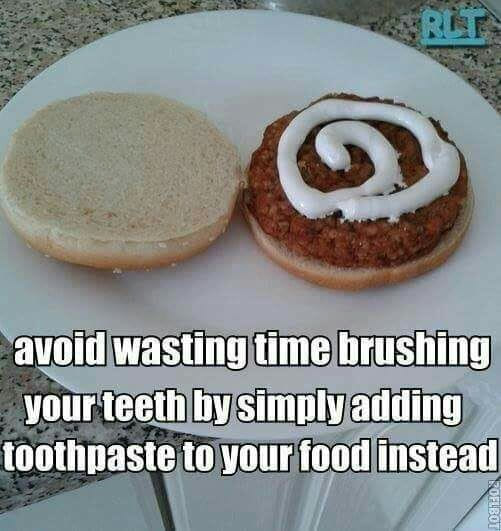 RLT
avoid wasting time brushing
your teeth by simply adding
toothpaste to your food instead